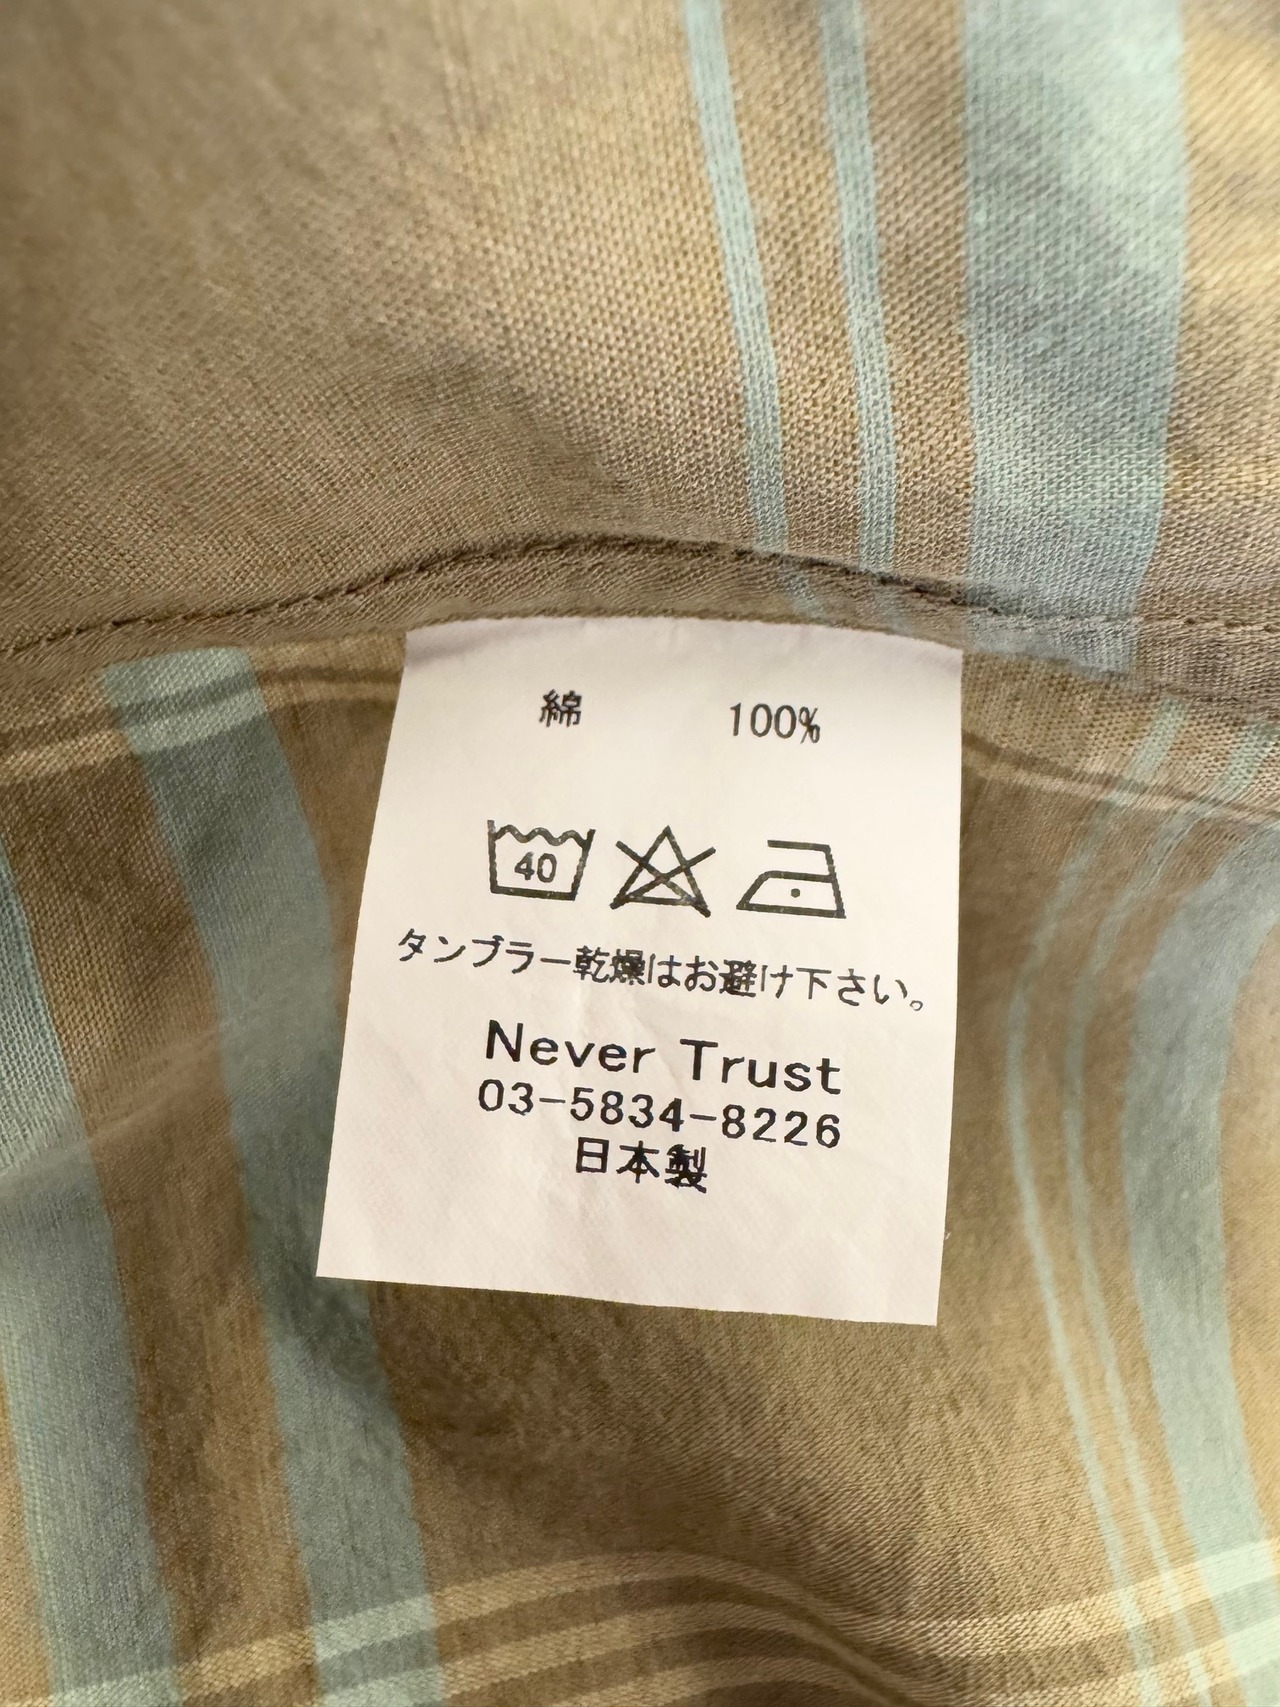 綿 100%
40
タンブラー乾燥はお避け下さい。
Never Trust
03-5834-8226
日本製